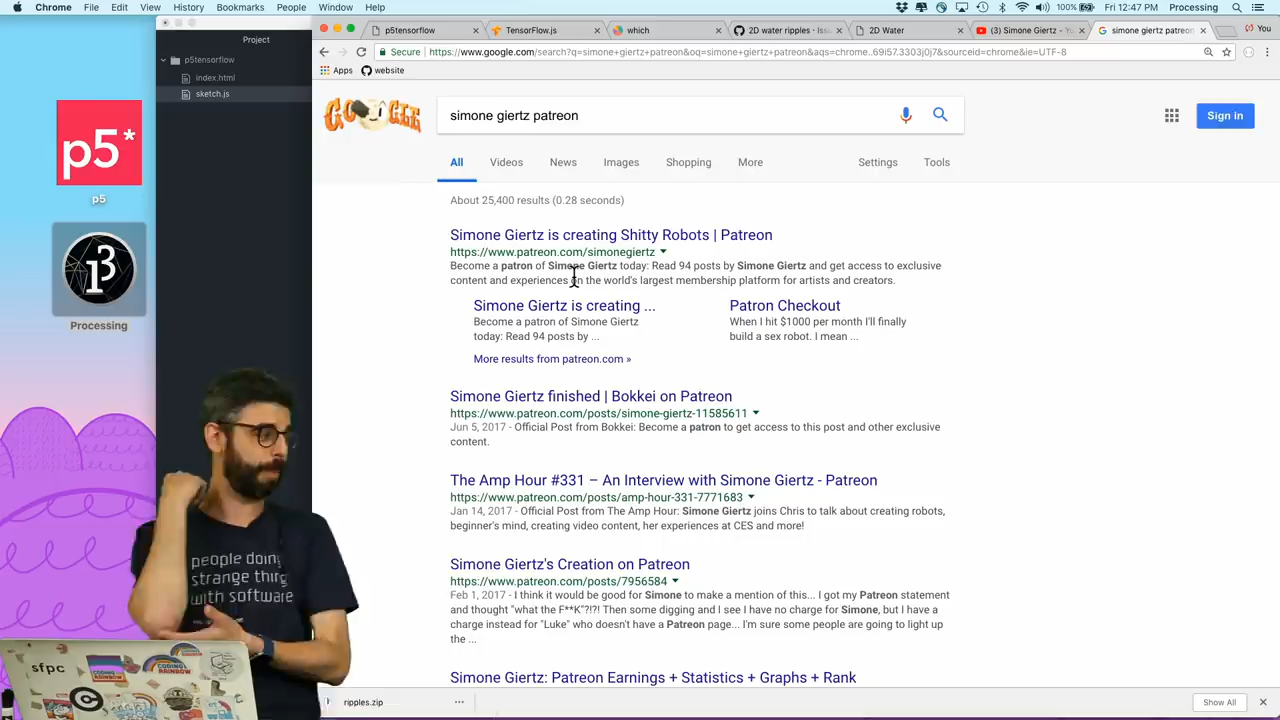 Chrome File Edit View History Bookmarks People Window Help 100% Fri 12:47 PM Processing
Project
p5tensorflow
index.html
sketch.js
p5*
p5
Processing
p5tensorflow TensorFlow.js which 2D water ripples - Issu 2D Water (3) Simone Giertz - Yo simone giertz patreon You
Secure https://www.google.com/search?q=simone+giertz+patreon&oq=simone+giertz+patreon&aqs=chrome..69i57.3303j0j7&sourceid=chrome&ie=UTF-8
Apps website
simone giertz patreon
Sign in
All Videos News Images Shopping More Settings Tools
About 25,400 results (0.28 seconds)
Simone Giertz is creating Shitty Robots | Patreon
https://www.patreon.com/simonegiertz
Become a patron of Simone Giertz today: Read 94 posts by Simone Giertz and get access to exclusive
content and experiences in the world's largest membership platform for artists and creators.
Simone Giertz is creating ...
Become a patron of Simone Giertz
today: Read 94 posts by ...
Patron Checkout
When I hit $1000 per month I'll finally
build a sex robot. I mean ...
More results from patreon.com »
Simone Giertz finished | Bokkei on Patreon
https://www.patreon.com/posts/simone-giertz-11585611
Jun 5, 2017 - Official Post from Bokkei: Become a patron to get access to this post and other exclusive
content.
The Amp Hour #331 – An Interview with Simone Giertz - Patreon
https://www.patreon.com/posts/amp-hour-331-7771683
Jan 14, 2017 - Official Post from The Amp Hour: Simone Giertz joins Chris to talk about creating robots,
beginner's mind, creating video content, her experiences at CES and more!
Simone Giertz's Creation on Patreon
https://www.patreon.com/posts/7956584
Feb 1, 2017 - I think it would be good for Simone to make a mention of this... I got my Patreon statement
and thought "what the F**K"?!?! Then some digging and I see I have no charge for Simone, but I have a
charge instead for "Luke" who doesn't have a Patreon page... I'm sure some people are going to light up
the ...
Simone Giertz: Patreon Earnings + Statistics + Graphs + Rank
people doing
strange thing
with software
sfpc
CODING
RAINBOW
ripples.zip
Show All